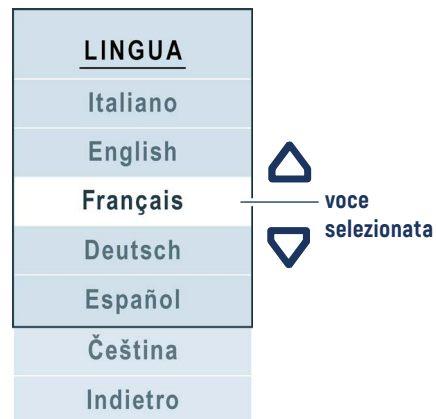 LINGUA
Italiano
English
Français
voce
selezionata
Deutsch
Español
Čeština
Indietro